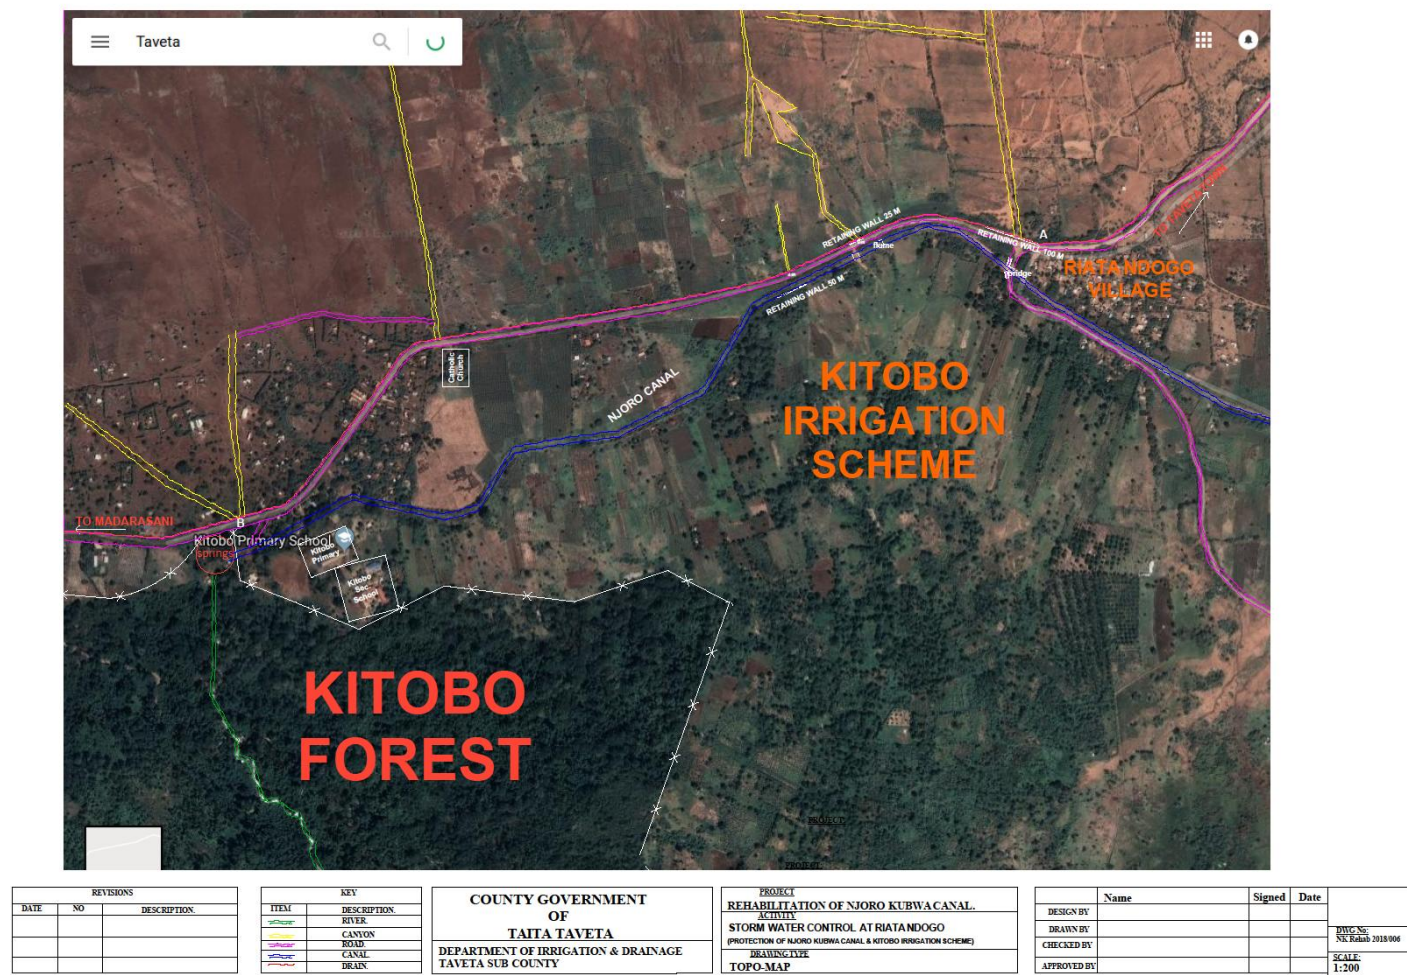 Taveta
TO TAVETA TOWN
RETAINING WALL 25 M
flume
A
RETAINING WALL 100 M
bridge
RIATA NDOGO
VILLAGE
RETAINING WALL 50 M
Catholic
Church
NJORO CANAL
KITOBO
IRRIGATION
SCHEME
TO MADARASANI
B
Kitobo Primary School
springs
Kitobo
Primary
Kitobo
Sec.
School
KITOBO
FOREST
PROJECT
PROJECT
REVISIONS
DATE NO DESCRIPTION.
KEY
ITEM DESCRIPTION.
RIVER.
CANYON
ROAD.
CANAL.
DRAIN.
COUNTY GOVERNMENT
OF
TAITA TAVETA
DEPARTMENT OF IRRIGATION & DRAINAGE
TAVETA SUB COUNTY
PROJECT
REHABILITATION OF NJORO KUBWA CANAL.
ACTIVITY
STORM WATER CONTROL AT RIATA NDOGO
(PROTECTION OF NJORO KUBWA CANAL & KITOBO IRRIGATION SCHEME)
DRAWING TYPE
TOPO-MAP
Name Signed Date
DESIGN BY
DRAWN BY
CHECKED BY
APPROVED BY
DWG No:
NK Rehab 2018/006
SCALE:
1:200